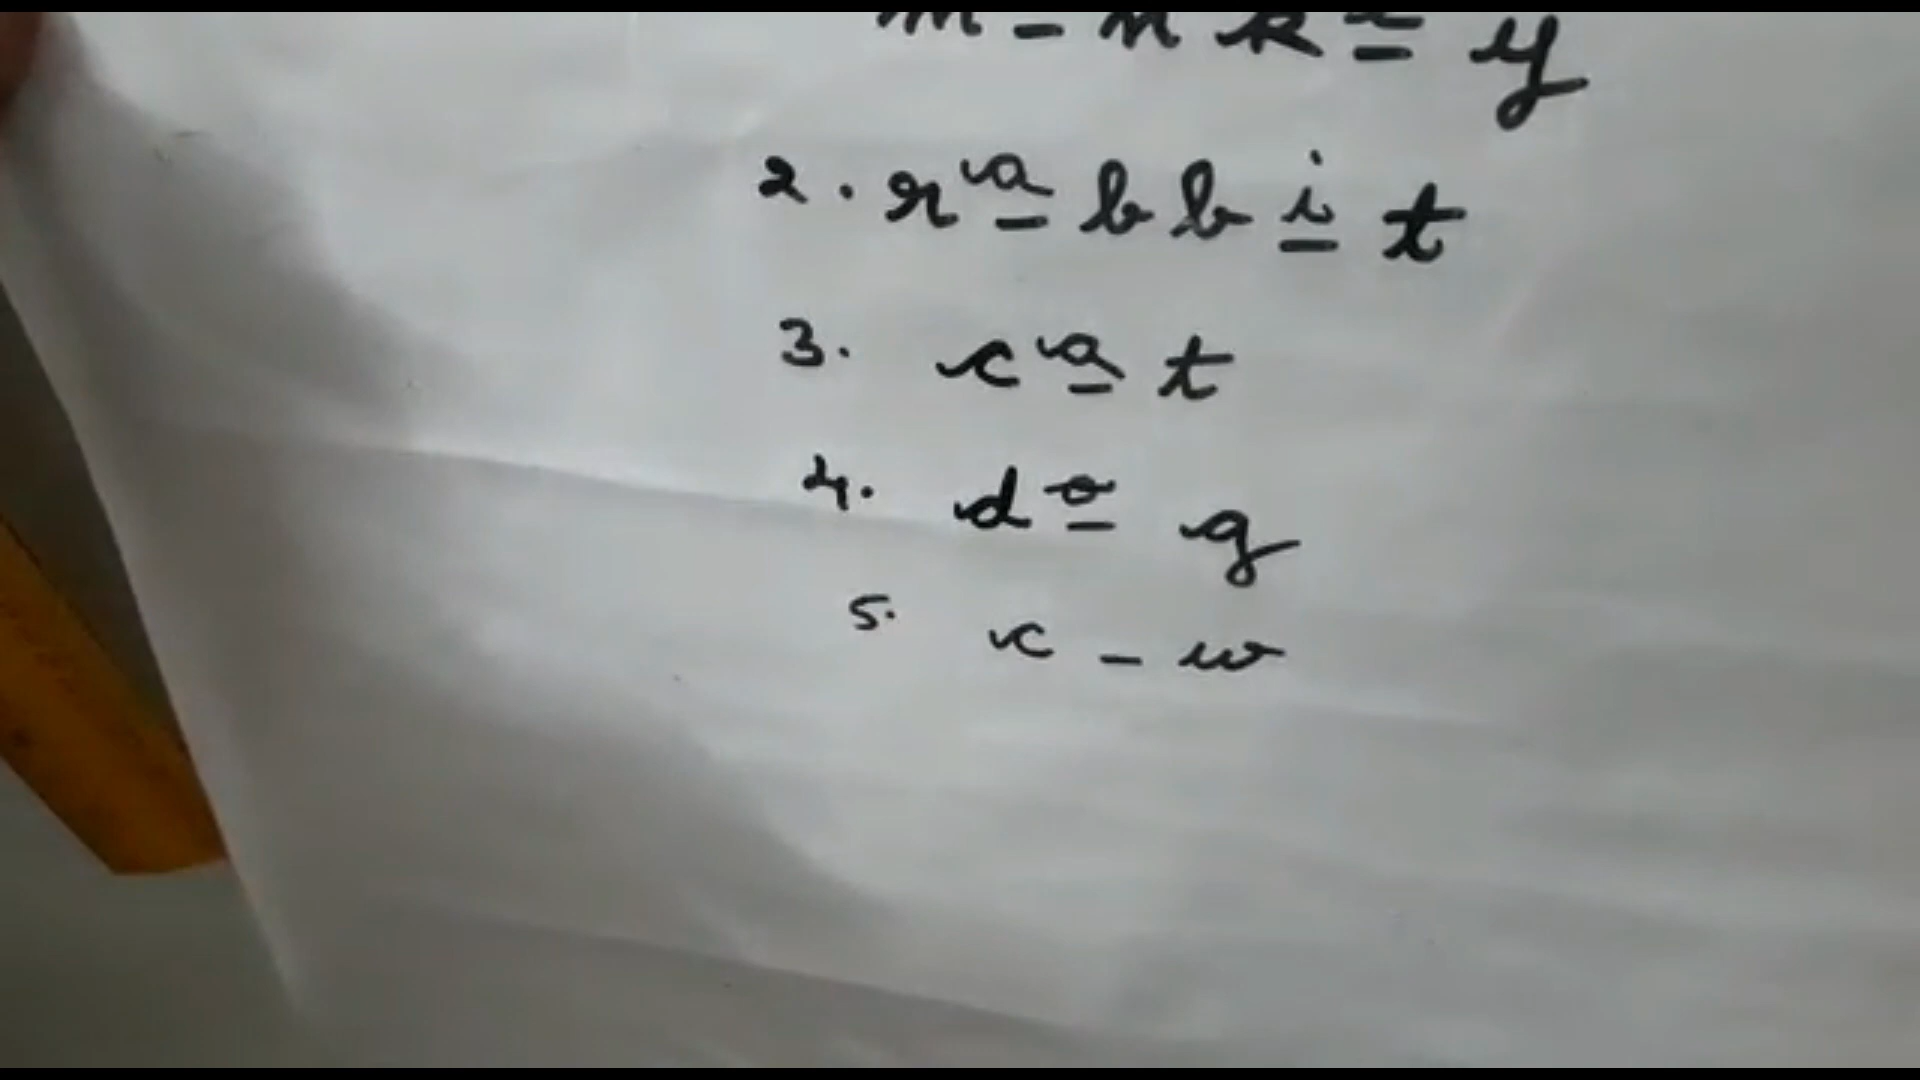 m _ n k e y
2. r a b b i t
3. c a t
4. d o g
5. c _ w